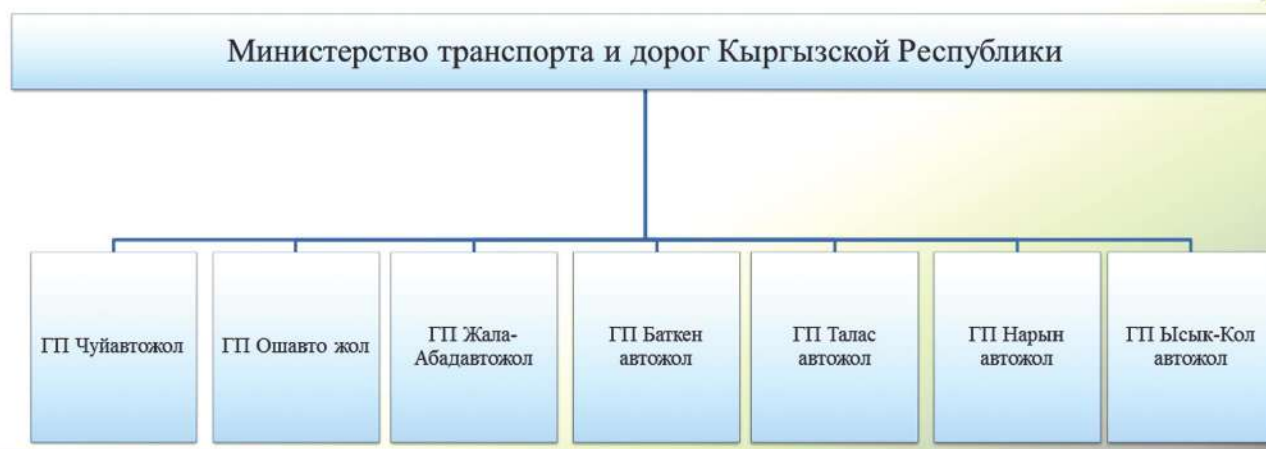 Министерство транспорта и дорог Кыргызской Республики
ГП Чуйавтожол
ГП Ошавто жол
ГП Жала-
Абадавтожол
ГП Баткен
автожол
ГП Талас
автожол
ГП Нарын
автожол
ГП Ысык-Кол
автожол